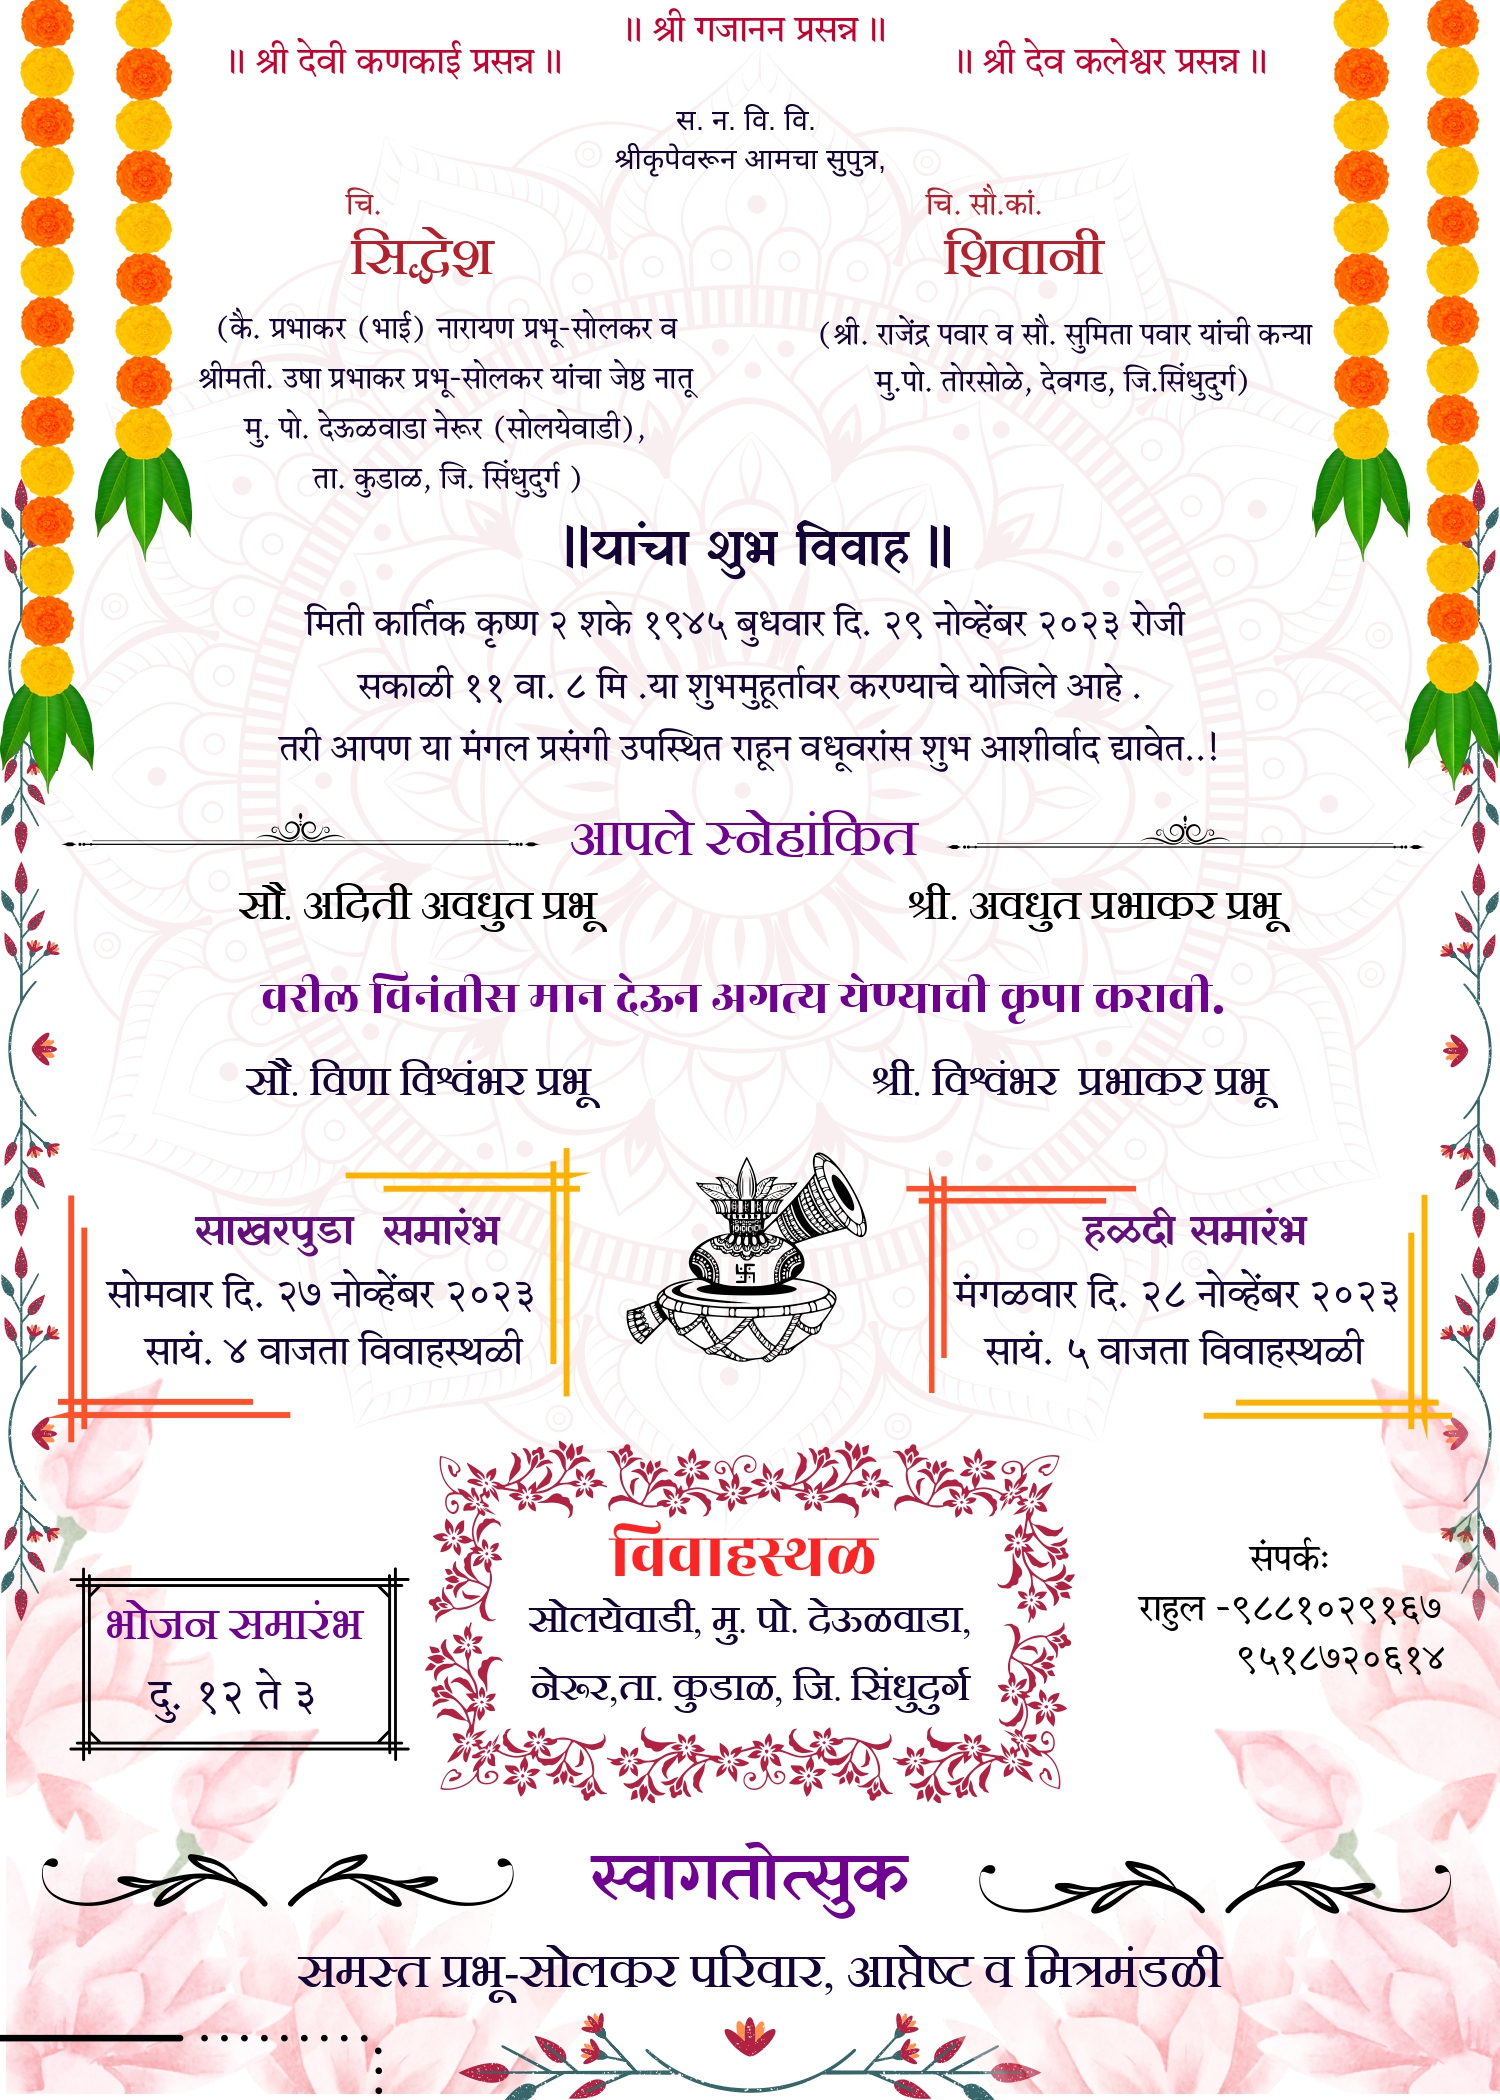 ॥ श्री गजानन प्रसन्न ॥
॥ श्री देवी कणकाई प्रसन्न ॥
॥ श्री देव कलेश्वर प्रसन्न ॥
स. न. वि. वि.
श्रीकृपेवरून आमचा सुपुत्र,
चि.
सिद्धेश
(कै. प्रभाकर (भाई) नारायण प्रभू-सोलकर व
श्रीमती. उषा प्रभाकर प्रभू-सोलकर यांचा जेष्ठ नातू
मु. पो. देऊळवाडा नेरूर (सोलयेवाडी),
ता. कुडाळ, जि. सिंधुदुर्ग )
चि. सौ.कां.
शिवानी
(श्री. राजेंद्र पवार व सौ. सुमिता पवार यांची कन्या
मु.पो. तोरसोळे, देवगड, जि.सिंधुदुर्ग)
॥यांचा शुभ विवाह ॥
मिती कार्तिक कृष्ण २ शके १९४५ बुधवार दि. २९ नोव्हेंबर २०२३ रोजी
सकाळी ११ वा. ८ मि .या शुभमुहूर्तावर करण्याचे योजिले आहे .
तरी आपण या मंगल प्रसंगी उपस्थित राहून वधूवरांस शुभ आशीर्वाद द्यावेत..!
आपले स्नेहांकित
सौ. अदिती अवधुत प्रभू
श्री. अवधुत प्रभाकर प्रभू
वरील विनंतीस मान देऊन अगत्य येण्याची कृपा करावी.
सौ. विणा विश्वंभर प्रभू
श्री. विश्वंभर प्रभाकर प्रभू
साखरपुडा समारंभ
सोमवार दि. २७ नोव्हेंबर २०२३
सायं. ४ वाजता विवाहस्थळी
हळदी समारंभ
मंगळवार दि. २८ नोव्हेंबर २०२३
सायं. ५ वाजता विवाहस्थळी
भोजन समारंभ
दु. १२ ते ३
विवाहस्थळ
सोलयेवाडी, मु. पो. देऊळवाडा,
नेरूर,ता. कुडाळ, जि. सिंधुदुर्ग
संपर्कः
राहुल -९८८१०२९१६७
९५१८७२०६१४
स्वागतोत्सुक
समस्त प्रभू-सोलकर परिवार, आप्तेष्ट व मित्रमंडळी